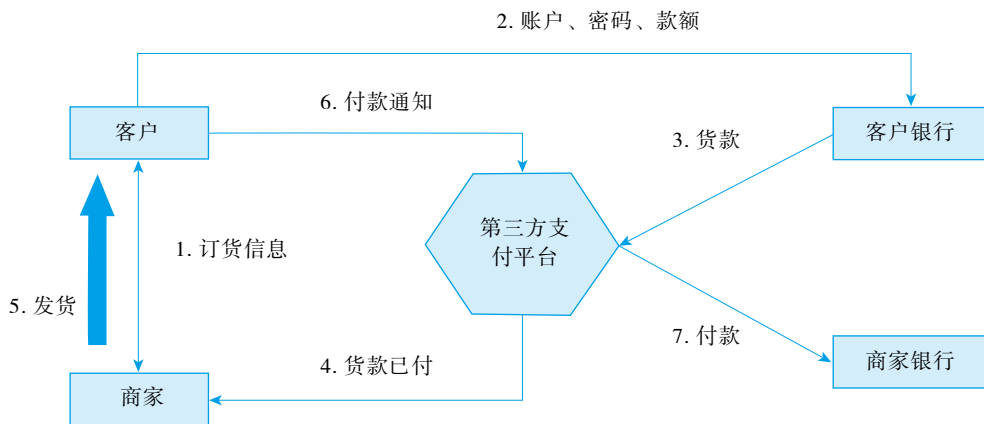 2. 账户、密码、款额
6. 付款通知
客户
客户银行
3. 货款
第三方支
付平台
1. 订货信息
5. 发货
7. 付款
4. 货款已付
商家银行
商家